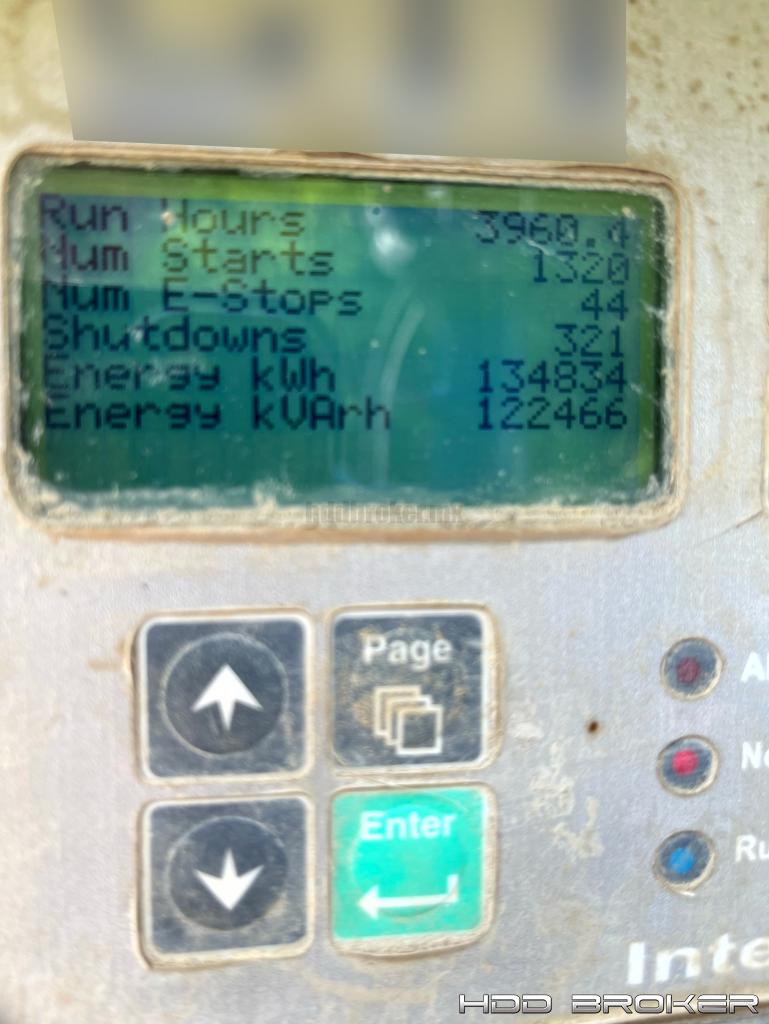 Run Hours 3960.4
Num Starts 1320
Num E-Stops 44
Shutdowns 321
Energy kWh 134834
Energy kVArh 122466
Page
Enter
HDD BROKER